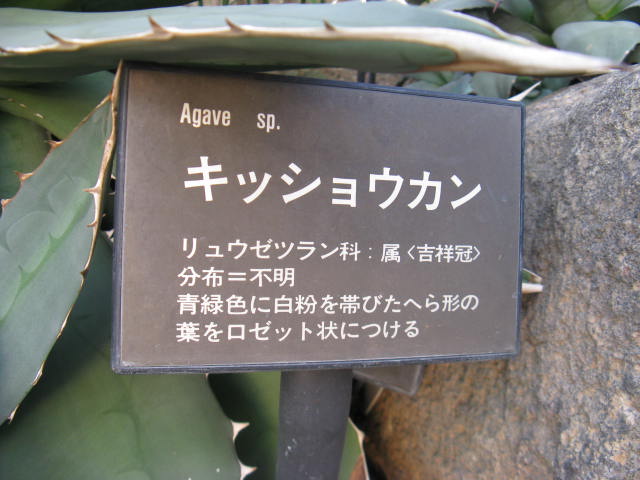 Agave sp.
キッショウカン
リュウゼツラン科：属〈吉祥冠〉
分布＝不明
青緑色に白粉を帯びたへら形の
葉をロゼット状につける